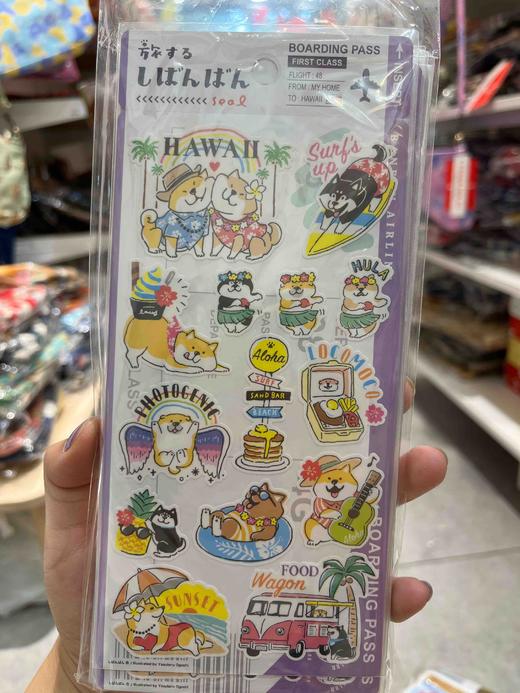 旅する
しばんばん
seal
BOARDING PASS
FIRST CLASS
FLIGHT : 48
FROM : MY HOME
TO : HAWAII
HAWAII
Surf's
up
HULA
Aloha
SURF
SAND BAR
BEACH
LOCOMOCO
PHOTOGENIC
SUNSET
FOOD
Wagon
BOARDING PASS